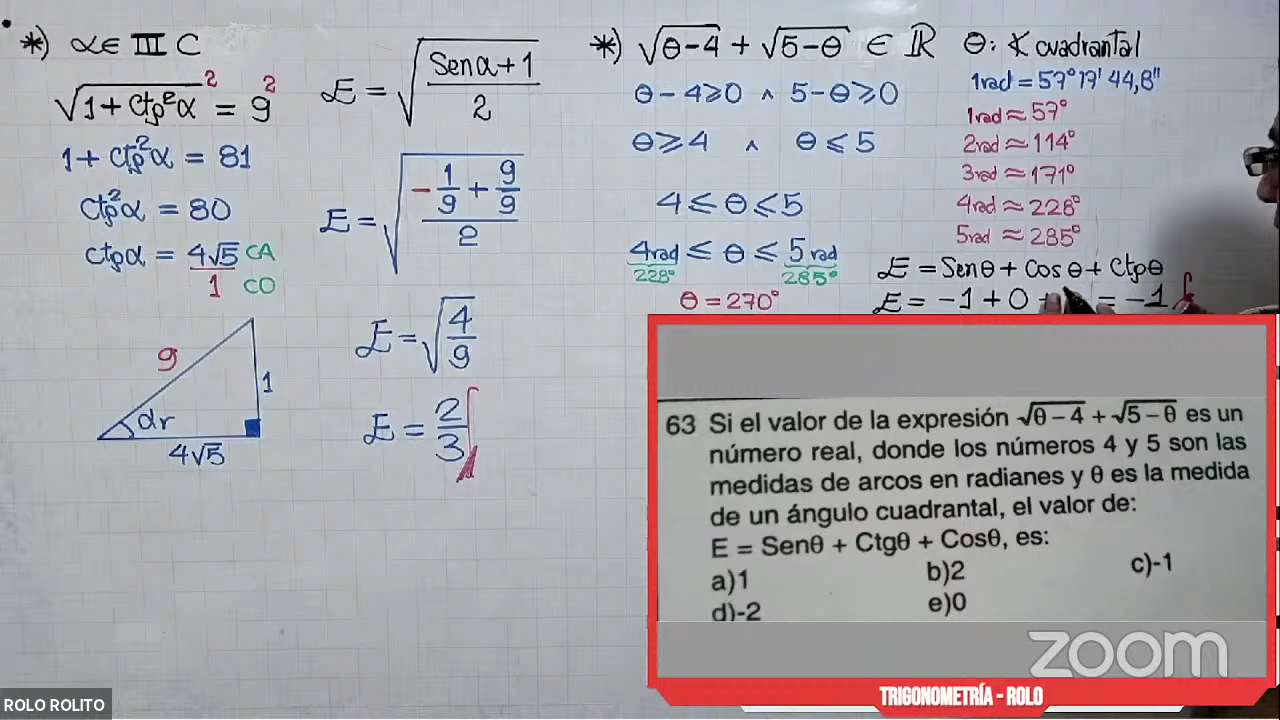 *) α ∈ III C
√(1 + Ctg²α)² = 9²
1 + Ctg²α = 81
Ctg²α = 80
ctgα = 4√5/1 CA CO
9
1
αr
4√5
E = √((Senα + 1)/2)
E = √((-1/9 + 9/9)/2)
E = √(4/9)
E = 2/3
*) √θ-4 + √5-θ ∈ ℝ θ: ∢ cuadrantal
θ - 4 ≥ 0 ∧ 5 - θ ≥ 0
θ ≥ 4 ∧ θ ≤ 5
4 ≤ θ ≤ 5
4rad ≤ θ ≤ 5rad
228° 285°
θ = 270°
1rad = 57°17'44,8"
1rad ≈ 57°
2rad ≈ 114°
3rad ≈ 171°
4rad ≈ 228°
5rad ≈ 285°
E = Senθ + Cosθ + Ctgθ
E = -1 + 0 + = -1
63 Si el valor de la expresión √θ-4 + √5-θ es un
número real, donde los números 4 y 5 son las
medidas de arcos en radianes y θ es la medida
de un ángulo cuadrantal, el valor de:
E = Senθ + Ctgθ + Cosθ, es:
a)1 b)2 c)-1
d)-2 e)0
zoom
TRIGONOMETRÍA - ROLO
ROLO ROLITO